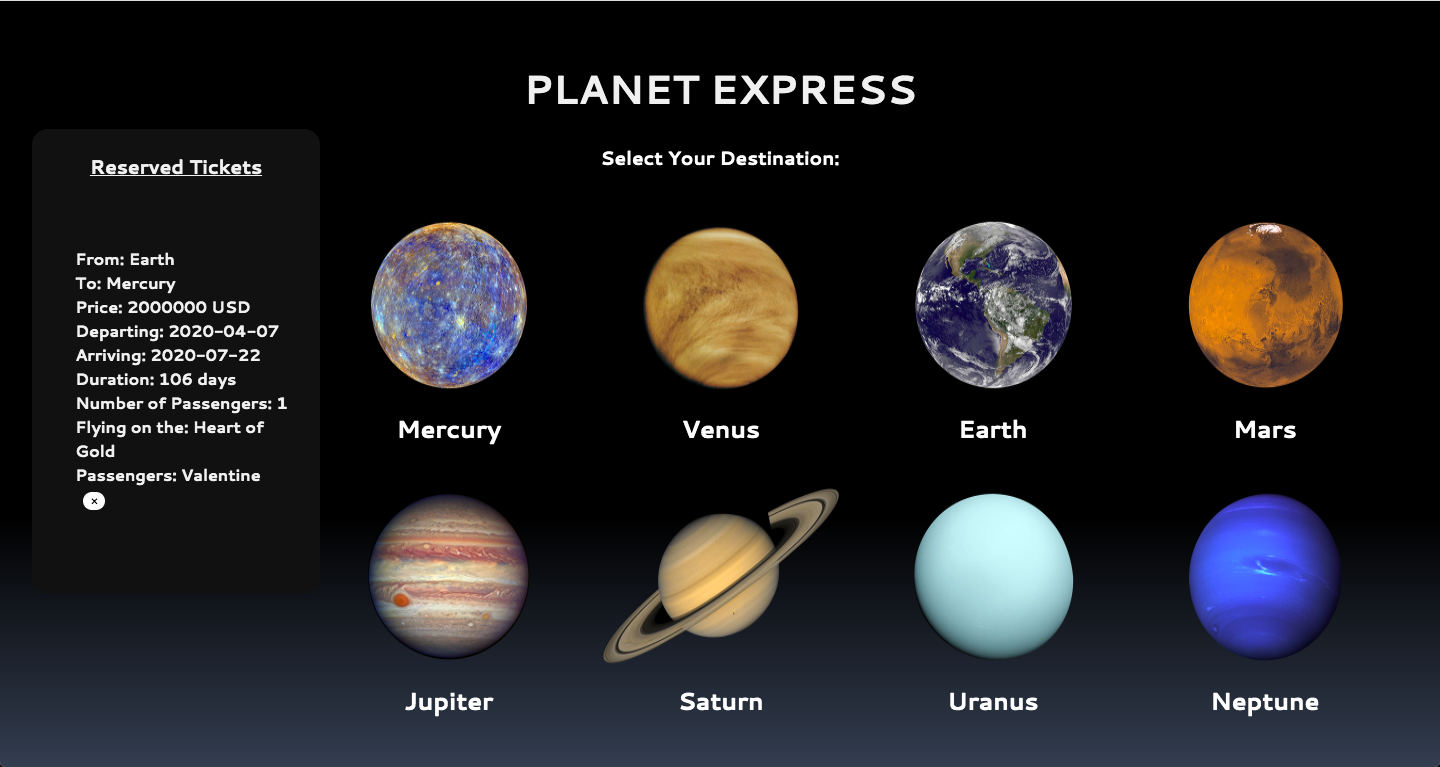 PLANET EXPRESS
Reserved Tickets
Select Your Destination:
From: Earth
To: Mercury
Price: 2000000 USD
Departing: 2020-04-07
Arriving: 2020-07-22
Duration: 106 days
Number of Passengers: 1
Flying on the: Heart of
Gold
Passengers: Valentine
×
Mercury
Venus
Earth
Mars
Jupiter
Saturn
Uranus
Neptune